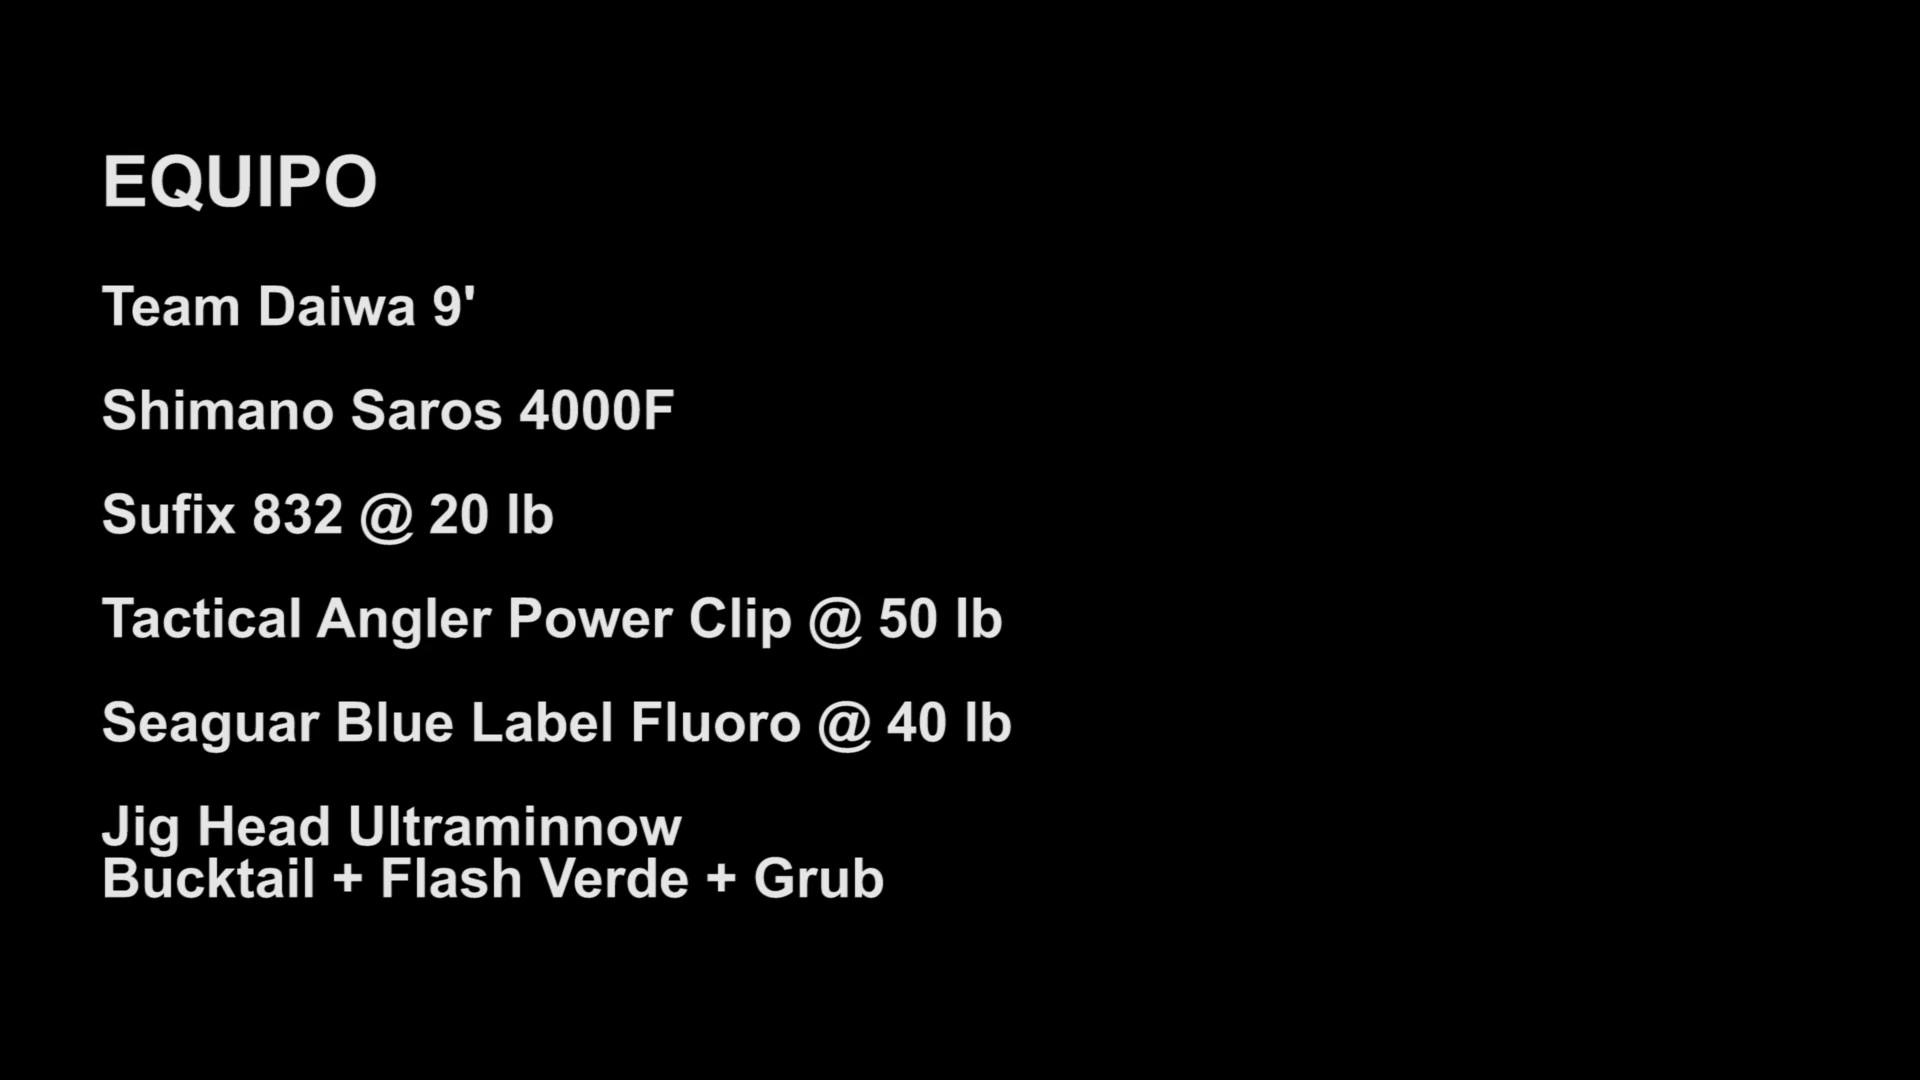 EQUIPO
Team Daiwa 9'
Shimano Saros 4000F
Sufix 832 @ 20 lb
Tactical Angler Power Clip @ 50 lb
Seaguar Blue Label Fluoro @ 40 lb
Jig Head Ultraminnow
Bucktail + Flash Verde + Grub